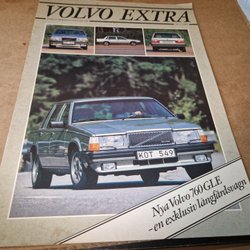 VOLVO EXTRA
KOT 549
Nya Volvo 760 GLE
- en exklusiv långfärdsvagn